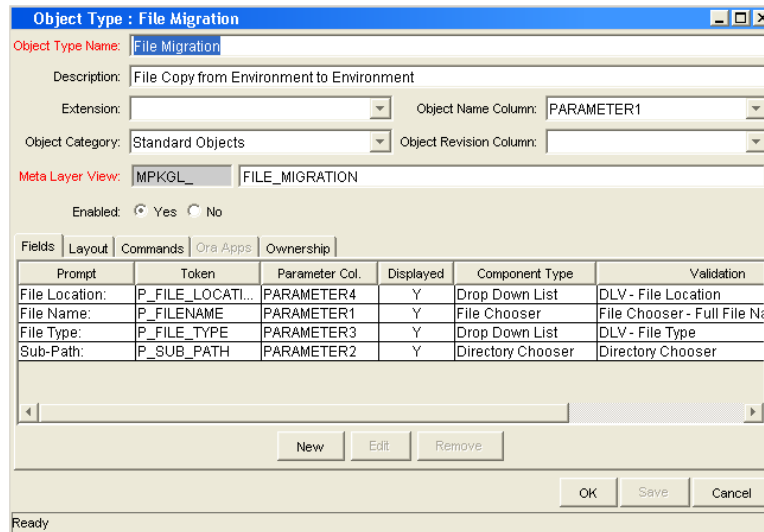 Object Type : File Migration
Object Type Name: File Migration
Description: File Copy from Environment to Environment
Extension: Object Name Column: PARAMETER1
Object Category: Standard Objects Object Revision Column:
Meta Layer View: MPKGL_ FILE_MIGRATION
Enabled: Yes No
Fields Layout Commands Ora Apps Ownership
Prompt Token Parameter Col. Displayed Component Type Validation
File Location: P_FILE_LOCATI... PARAMETER4 Y Drop Down List DLV - File Location
File Name: P_FILENAME PARAMETER1 Y File Chooser File Chooser - Full File Na
File Type: P_FILE_TYPE PARAMETER3 Y Drop Down List DLV - File Type
Sub-Path: P_SUB_PATH PARAMETER2 Y Directory Chooser Directory Chooser
New Edit Remove
OK Save Cancel
Ready